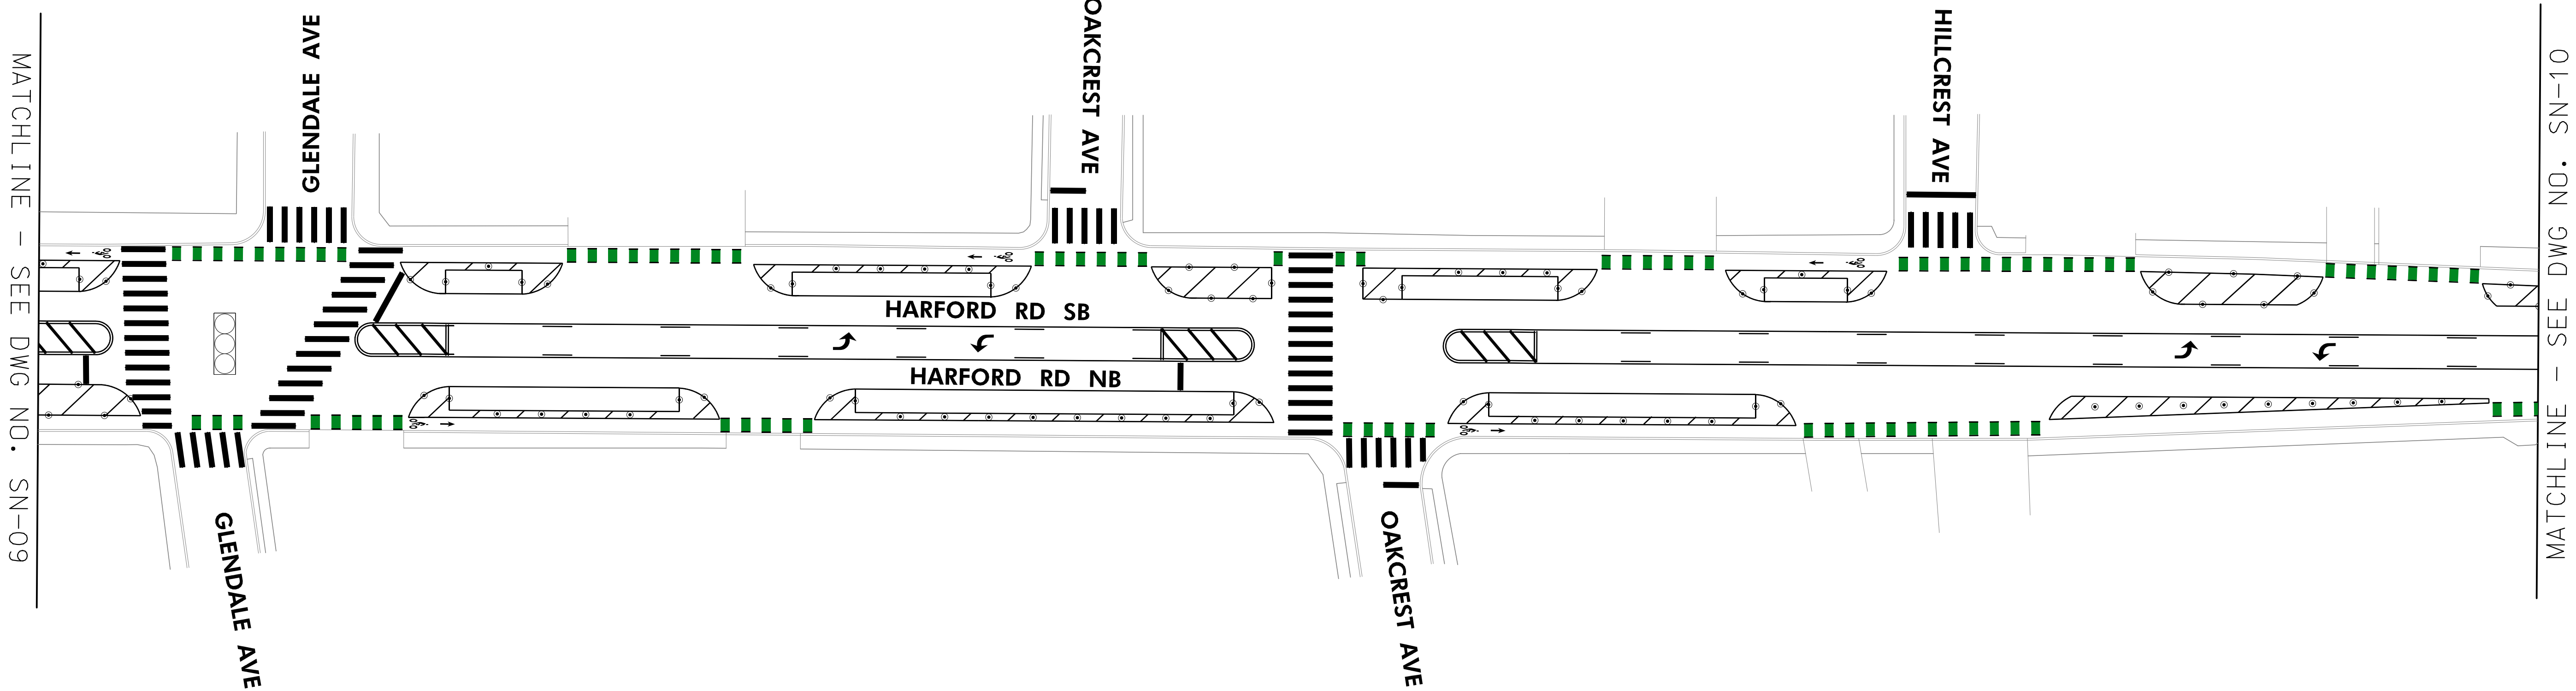 MATCHLINE - SEE DWG NO. SN-09
GLENDALE AVE
OAKCREST AVE
HILLCREST AVE
MATCHLINE - SEE DWG NO. SN-10
HARFORD RD SB
HARFORD RD NB
GLENDALE AVE
OAKCREST AVE